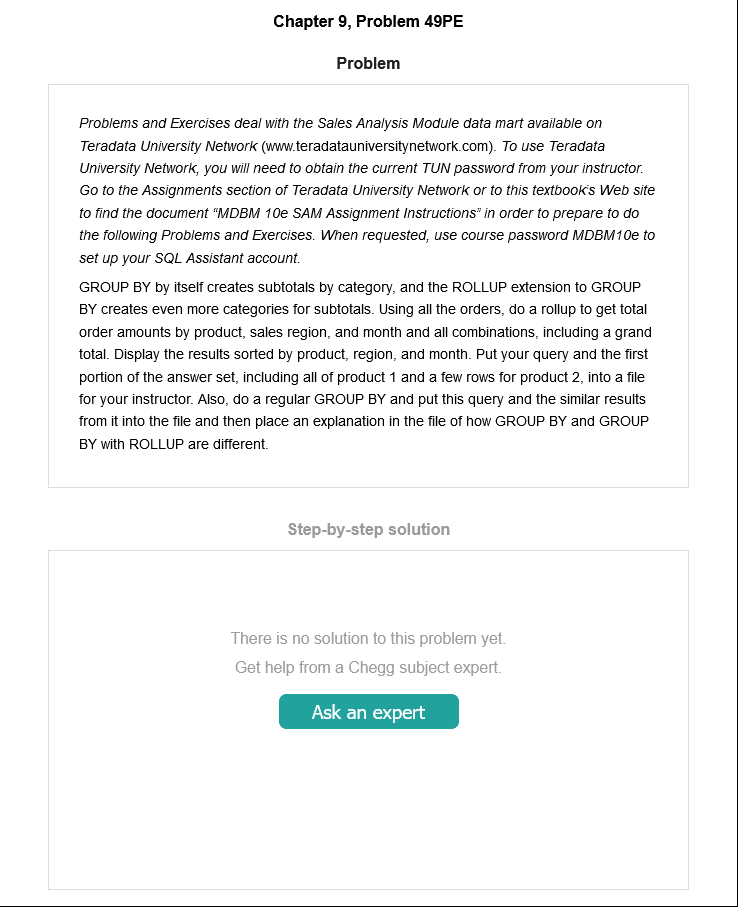 Chapter 9, Problem 49PE
Problem
Problems and Exercises deal with the Sales Analysis Module data mart available on
Teradata University Network (www.teradatauniversitynetwork.com). To use Teradata
University Network, you will need to obtain the current TUN password from your instructor.
Go to the Assignments section of Teradata University Network or to this textbook's Web site
to find the document “MDBM 10e SAM Assignment Instructions” in order to prepare to do
the following Problems and Exercises. When requested, use course password MDBM10e to
set up your SQL Assistant account.
GROUP BY by itself creates subtotals by category, and the ROLLUP extension to GROUP
BY creates even more categories for subtotals. Using all the orders, do a rollup to get total
order amounts by product, sales region, and month and all combinations, including a grand
total. Display the results sorted by product, region, and month. Put your query and the first
portion of the answer set, including all of product 1 and a few rows for product 2, into a file
for your instructor. Also, do a regular GROUP BY and put this query and the similar results
from it into the file and then place an explanation in the file of how GROUP BY and GROUP
BY with ROLLUP are different.
Step-by-step solution
There is no solution to this problem yet.
Get help from a Chegg subject expert.
Ask an expert